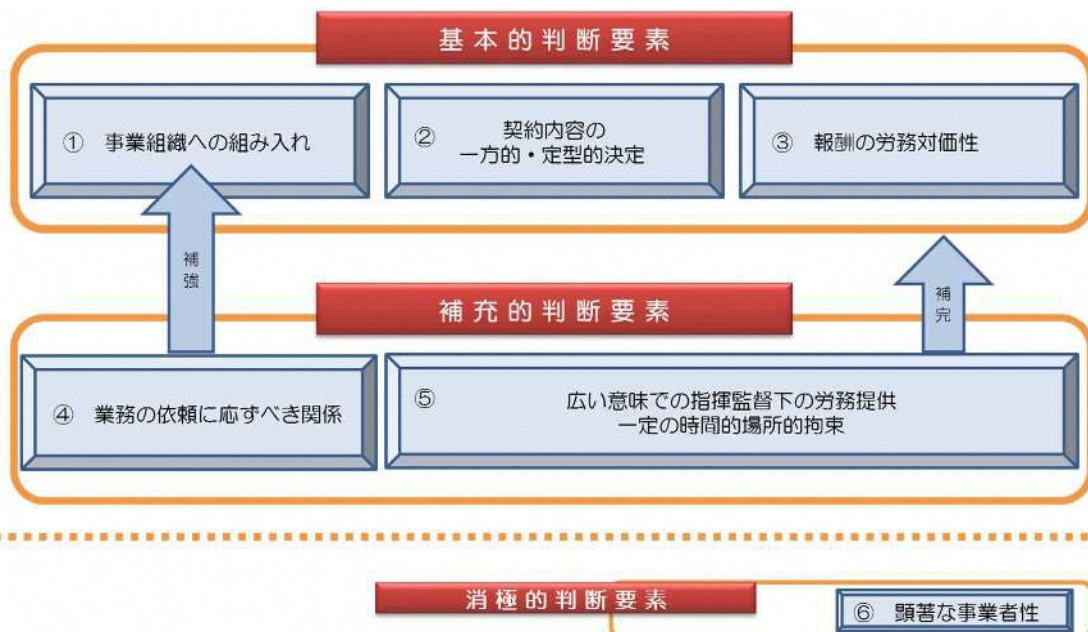 基本的判断要素
① 事業組織への組み入れ
② 契約内容の
一方的・定型的決定
③ 報酬の労務対価性
補強
補完
補充的判断要素
④ 業務の依頼に応ずべき関係
⑤ 広い意味での指揮監督下の労務提供
一定の時間的場所的拘束
消極的判断要素
⑥ 顕著な事業者性